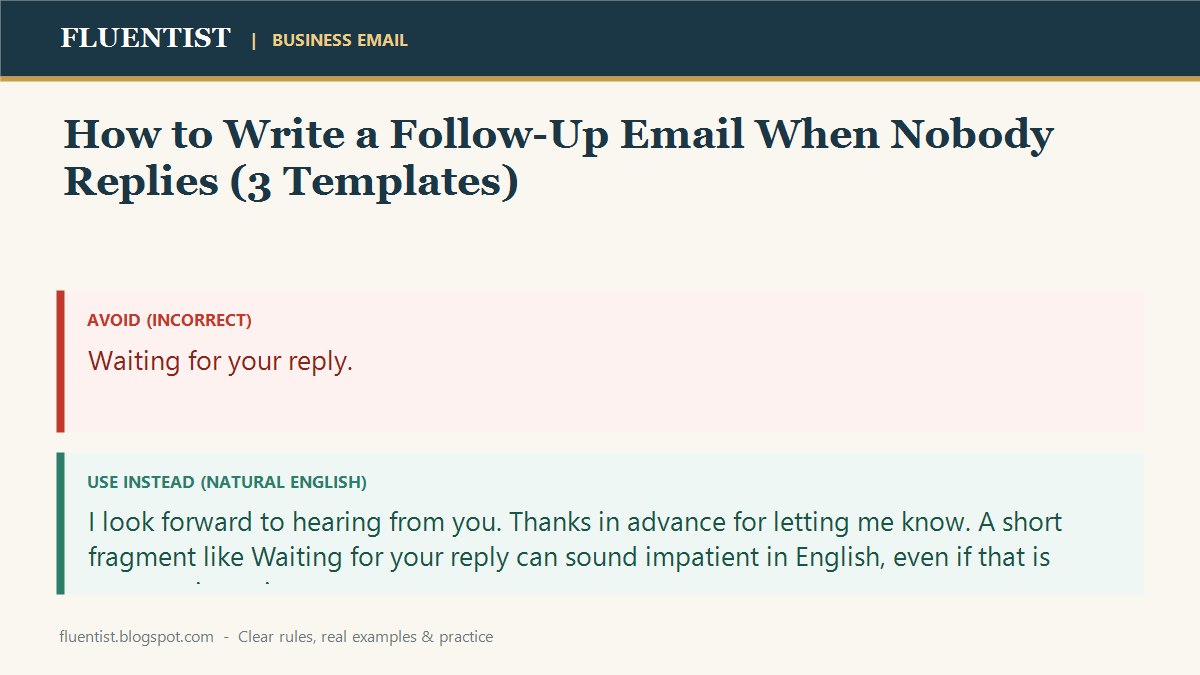 FLUENTIST | BUSINESS EMAIL
How to Write a Follow-Up Email When Nobody
Replies (3 Templates)
AVOID (INCORRECT)
Waiting for your reply.
USE INSTEAD (NATURAL ENGLISH)
I look forward to hearing from you. Thanks in advance for letting me know. A short
fragment like Waiting for your reply can sound impatient in English, even if that is
fluentist.blogspot.com - Clear rules, real examples & practice